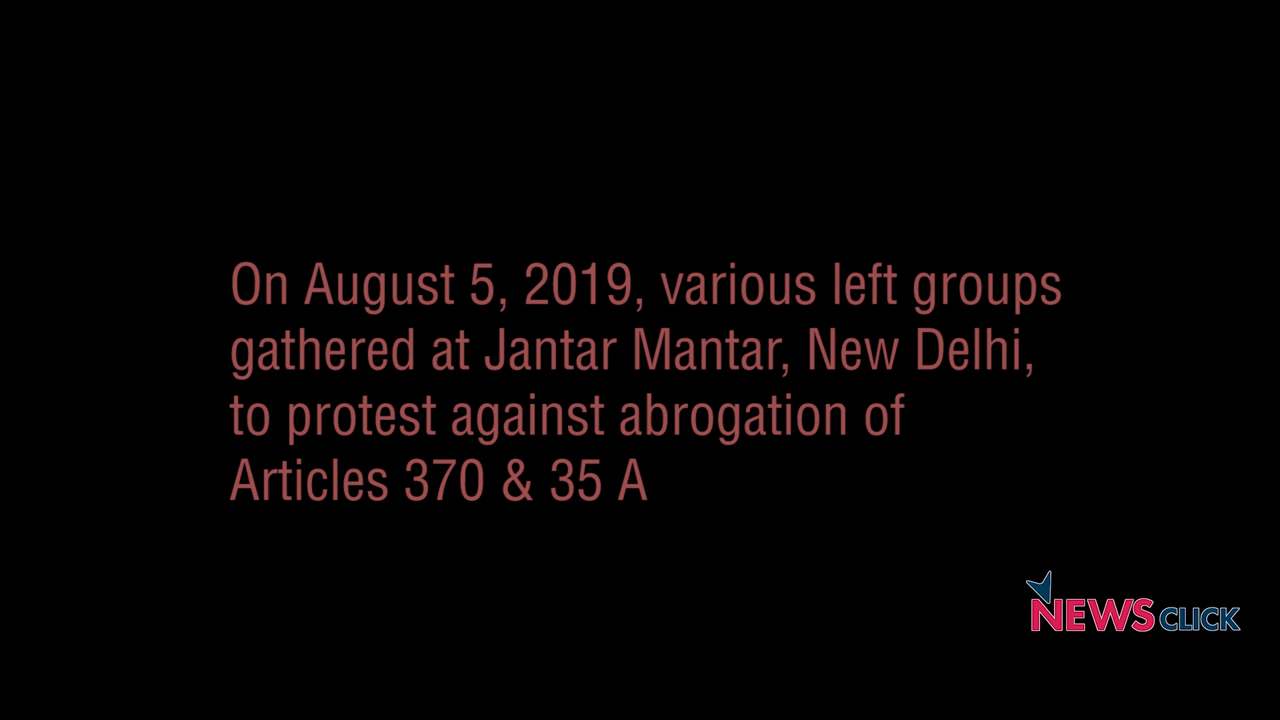 On August 5, 2019, various left groups
gathered at Jantar Mantar, New Delhi,
to protest against abrogation of
Articles 370 & 35 A
NEWSCLICK